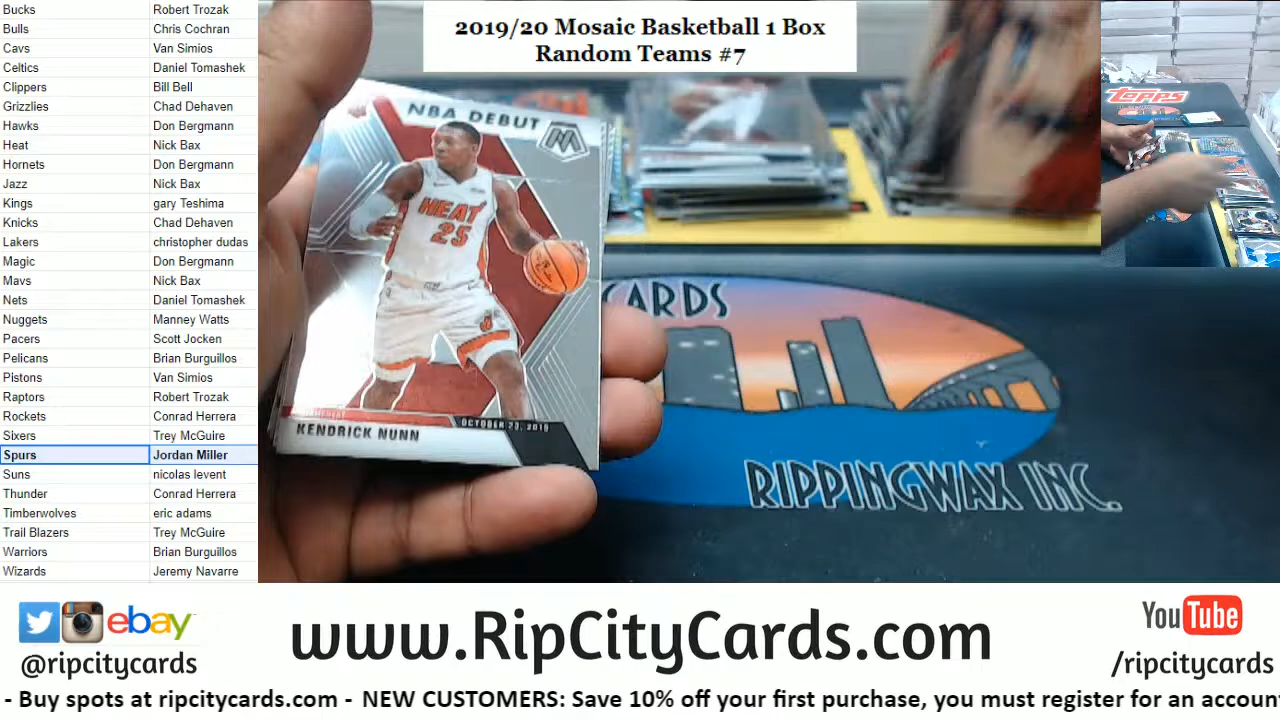 Bucks Robert Trozak
Bulls Chris Cochran
Cavs Van Simios
Celtics Daniel Tomashek
Clippers Bill Bell
Grizzlies Chad Dehaven
Hawks Don Bergmann
Heat Nick Bax
Hornets Don Bergmann
Jazz Nick Bax
Kings gary Teshima
Knicks Chad Dehaven
Lakers christopher dudas
Magic Don Bergmann
Mavs Nick Bax
Nets Daniel Tomashek
Nuggets Manney Watts
Pacers Scott Jocken
Pelicans Brian Burguillos
Pistons Van Simios
Raptors Robert Trozak
Rockets Conrad Herrera
Sixers Trey McGuire
Spurs Jordan Miller
Suns nicolas levent
Thunder Conrad Herrera
Timberwolves eric adams
Trail Blazers Trey McGuire
Warriors Brian Burguillos
Wizards Jeremy Navarre
2019/20 Mosaic Basketball 1 Box
Random Teams #7
NBA DEBUT
M
HEAT
25
OCTOBER 23, 2019
KENDRICK NUNN
CARDS
RIPPINGWAX INC.
Topps
ebay
@ripcitycards
www.RipCityCards.com
YouTube
/ripcitycards
- Buy spots at ripcitycards.com - NEW CUSTOMERS: Save 10% off your first purchase, you must register for an accoun